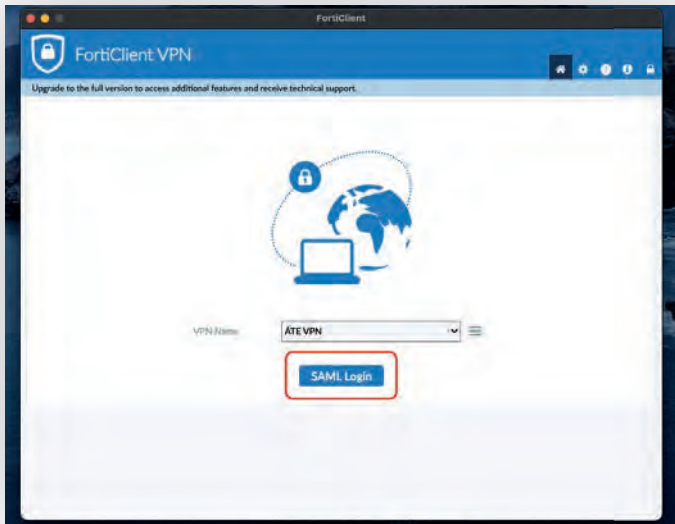 FortiClient
FortiClient VPN
Upgrade to the full version to access additional features and receive technical support.
VPN Name
ÁTE VPN
SAML Login